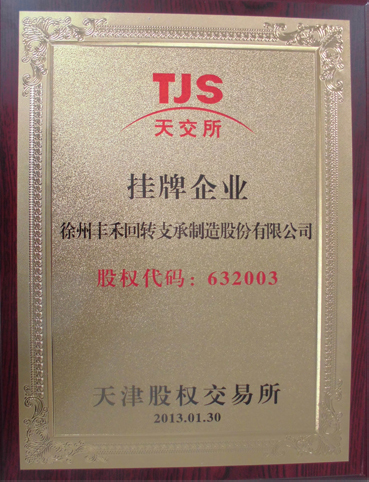 TJS
天交所
挂牌企业
徐州丰禾回转支承制造股份有限公司
股权代码：632003
天津股权交易所
2013.01.30